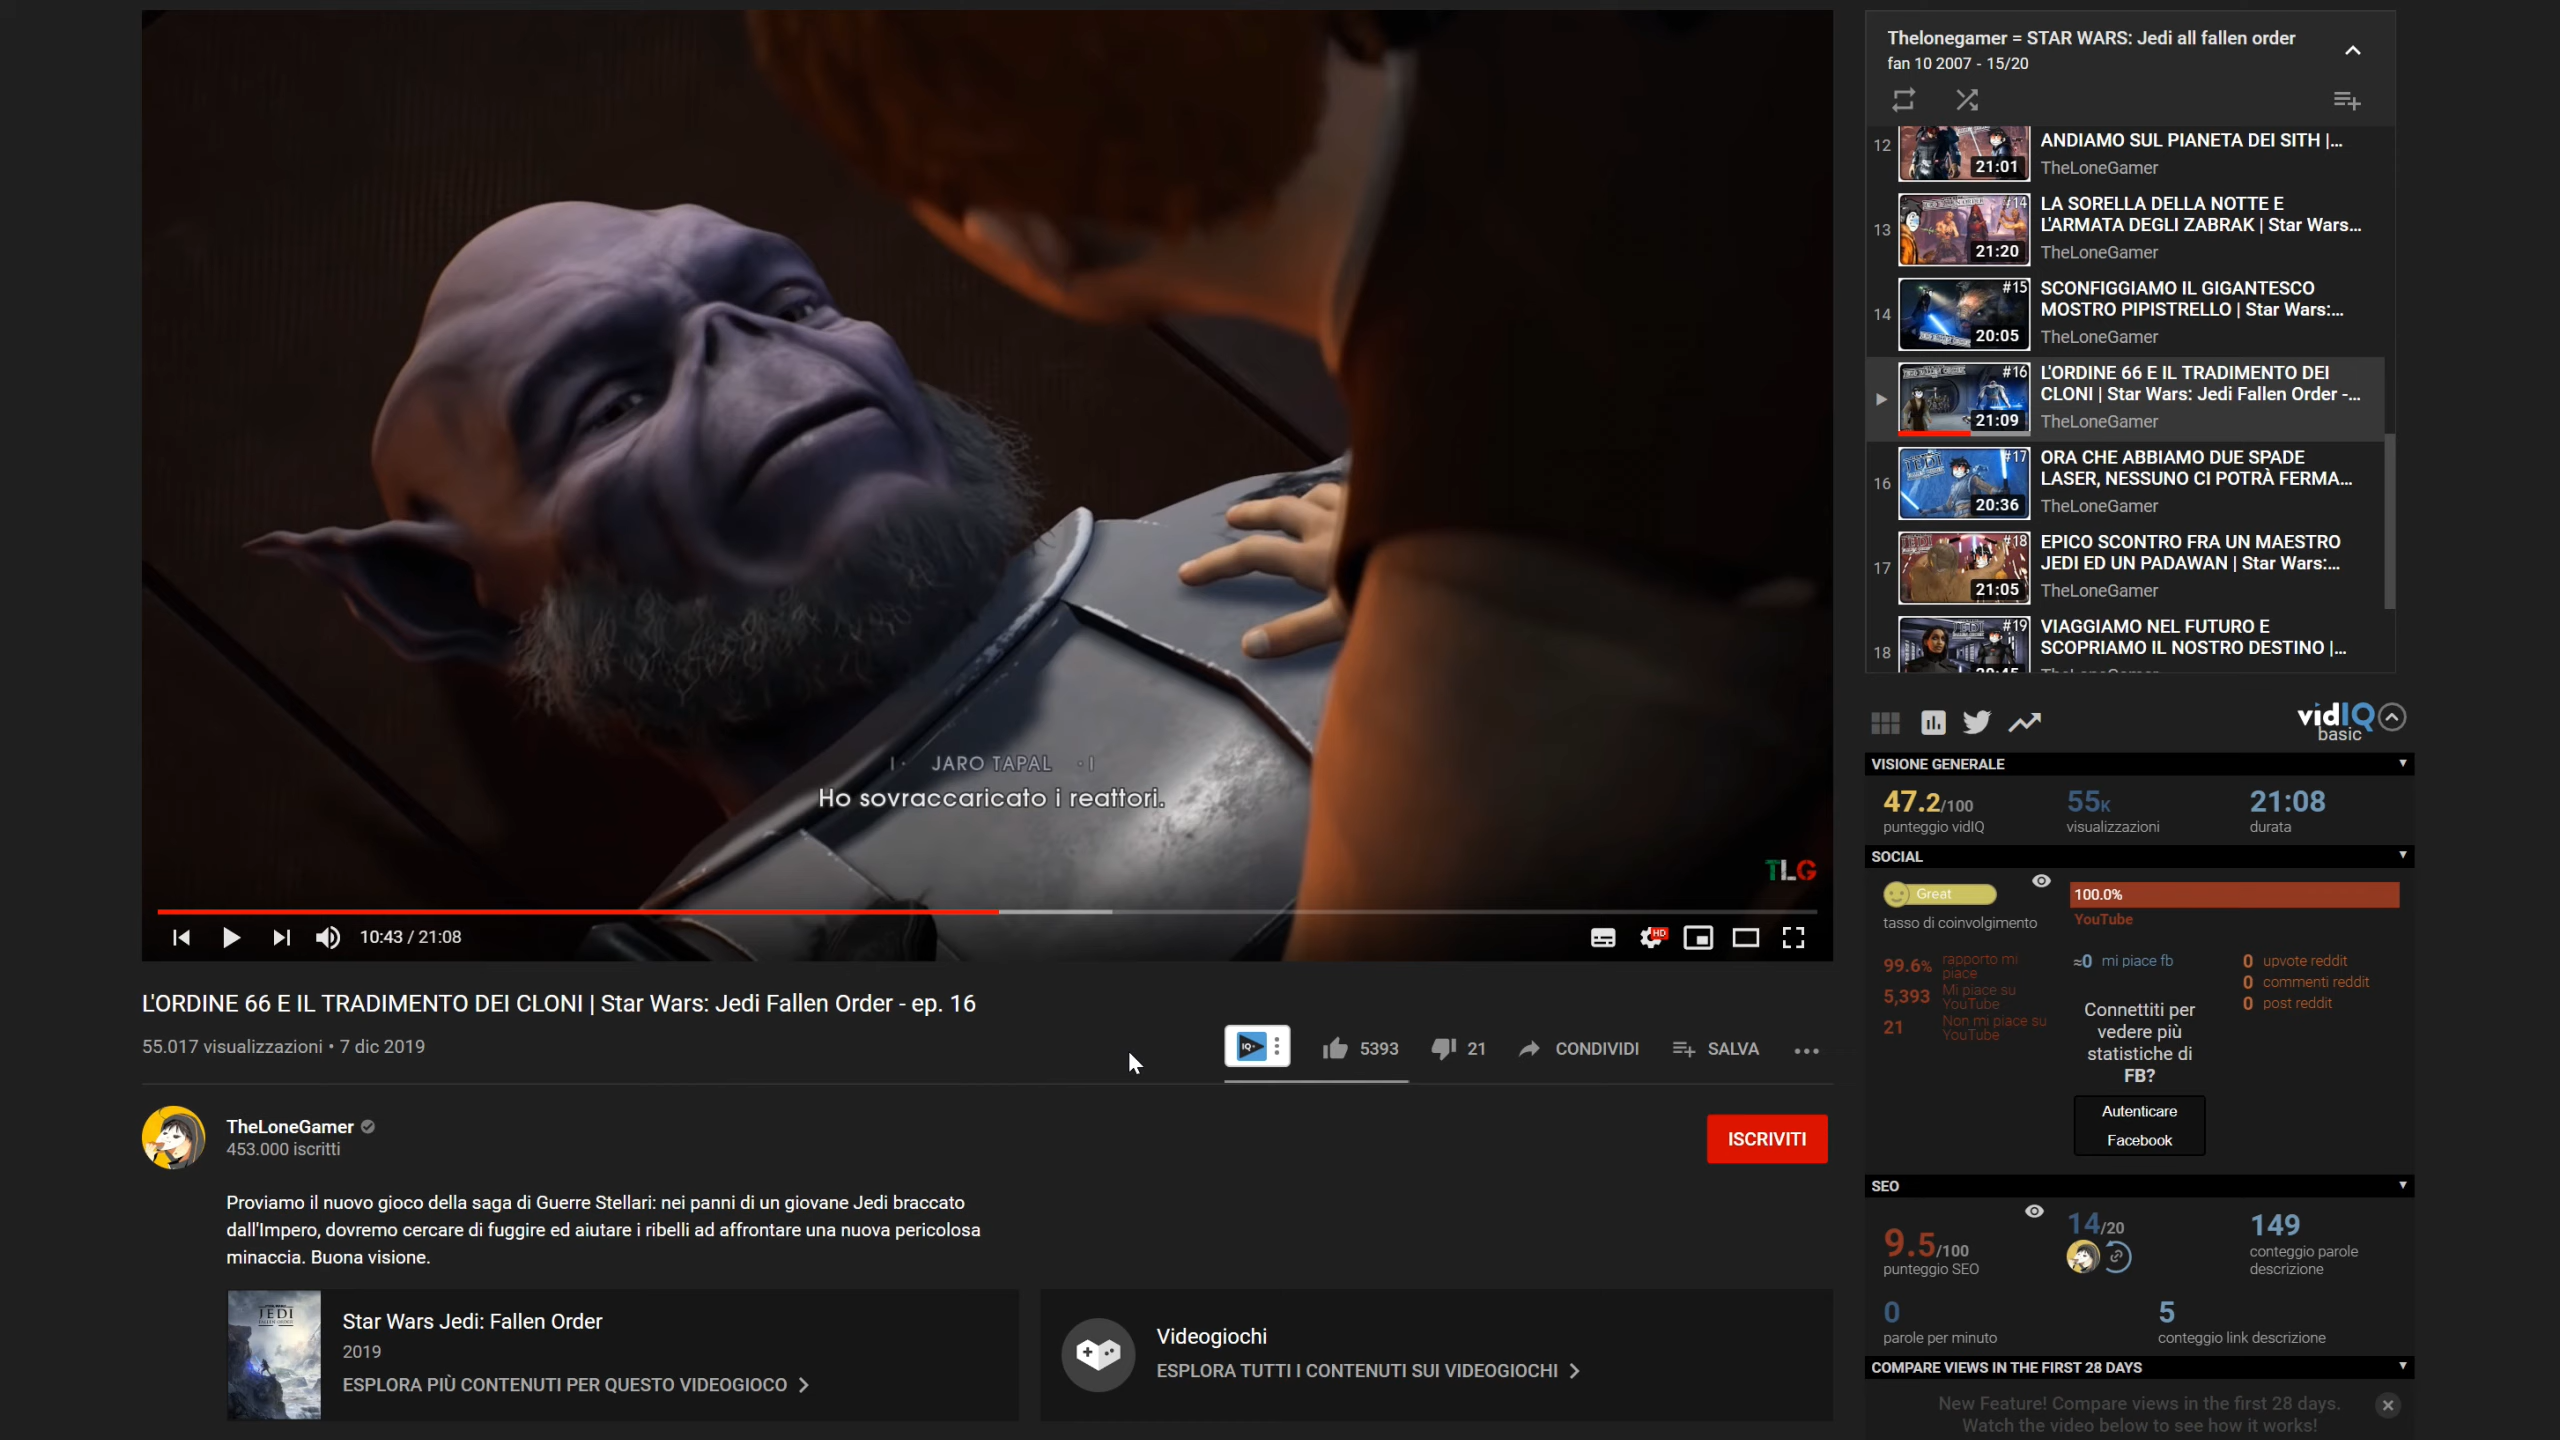 JARO TAPAL
Ho sovraccaricato i reattori.
TLG
10:43 / 21:08
HD
L'ORDINE 66 E IL TRADIMENTO DEI CLONI | Star Wars: Jedi Fallen Order - ep. 16
55.017 visualizzazioni • 7 dic 2019
IQ
5393
21
CONDIVIDI
SALVA
TheLoneGamer
453.000 iscritti
ISCRIVITI
Proviamo il nuovo gioco della saga di Guerre Stellari: nei panni di un giovane Jedi braccato
dall'Impero, dovremo cercare di fuggire ed aiutare i ribelli ad affrontare una nuova pericolosa
minaccia. Buona visione.
JEDI
Star Wars Jedi: Fallen Order
2019
ESPLORA PIÙ CONTENUTI PER QUESTO VIDEOGIOCO
Videogiochi
ESPLORA TUTTI I CONTENUTI SUI VIDEOGIOCHI
Thelonegamer = STAR WARS: Jedi all fallen order
fan 10 2007 - 15/20
12
21:01
ANDIAMO SUL PIANETA DEI SITH |...
TheLoneGamer
13
#14
21:20
LA SORELLA DELLA NOTTE E
L'ARMATA DEGLI ZABRAK | Star Wars...
TheLoneGamer
14
#15
20:05
SCONFIGGIAMO IL GIGANTESCO
MOSTRO PIPISTRELLO | Star Wars:...
TheLoneGamer
#16
21:09
L'ORDINE 66 E IL TRADIMENTO DEI
CLONI | Star Wars: Jedi Fallen Order -...
TheLoneGamer
16
JEDI
#17
20:36
ORA CHE ABBIAMO DUE SPADE
LASER, NESSUNO CI POTRÀ FERMA...
TheLoneGamer
17
JEDI
#18
21:05
EPICO SCONTRO FRA UN MAESTRO
JEDI ED UN PADAWAN | Star Wars:...
TheLoneGamer
18
JEDI
#19
VIAGGIAMO NEL FUTURO E
SCOPRIAMO IL NOSTRO DESTINO |...
vidIQ
basic
VISIONE GENERALE
47.2/100
punteggio vidIQ
55K
visualizzazioni
21:08
durata
SOCIAL
Great
tasso di coinvolgimento
100.0%
YouTube
99.6% rapporto mi
piace
5,393 Mi piace su
YouTube
21 Non mi piace su
YouTube
≈0 mi piace fb
Connettiti per
vedere più
statistiche di
FB?
Autenticare
Facebook
0 upvote reddit
0 commenti reddit
0 post reddit
SEO
9.5/100
punteggio SEO
14/20
149
conteggio parole
descrizione
0
parole per minuto
5
conteggio link descrizione
COMPARE VIEWS IN THE FIRST 28 DAYS
New Feature! Compare views in the first 28 days.
Watch the video below to see how it works!